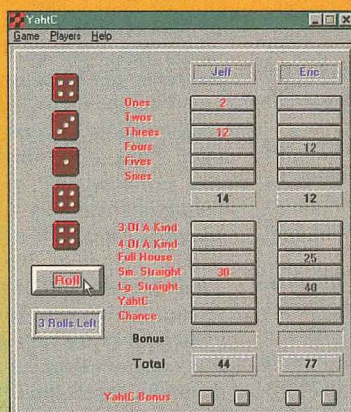 YahtC
Game Players Help
Jeff Eric
Ones 2
Twos
Threes 12
Fours 12
Fives
Sixes
14 12
3 Of A Kind
4 Of A Kind
Full House 25
Sm. Straight 30
Lg. Straight 40
YahtC
Chance
Roll
3 Rolls Left
Bonus
Total 44 77
YahtC Bonus